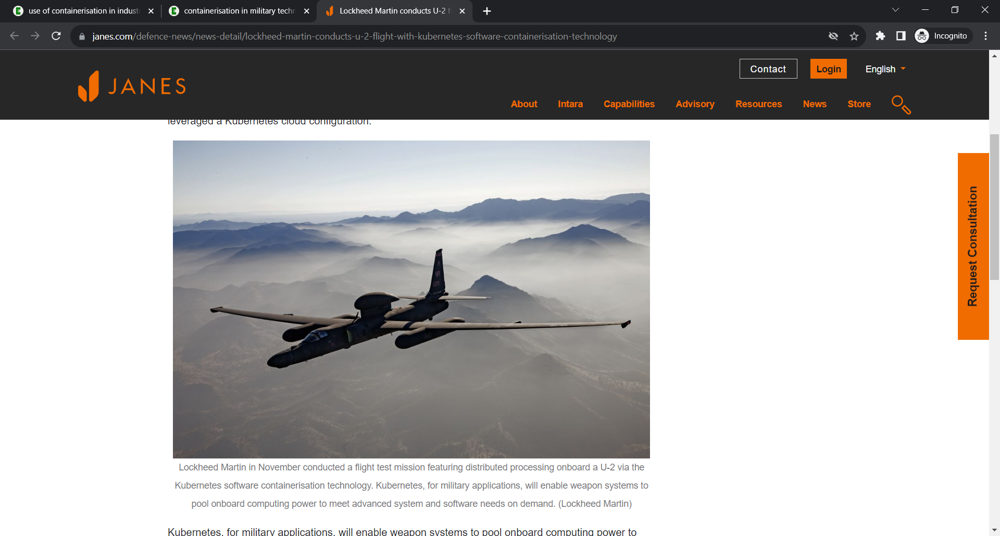 use of containerisation in indust
containerisation in military techn
Lockheed Martin conducts U-2 f
janes.com/defence-news/news-detail/lockheed-martin-conducts-u-2-flight-with-kubernetes-software-containerisation-technology
Incognito
JANES
Contact
Login
English
About
Intara
Capabilities
Advisory
Resources
News
Store
leveraged a Kubernetes cloud configuration.
WR
Request Consultation
Lockheed Martin in November conducted a flight test mission featuring distributed processing onboard a U-2 via the
Kubernetes software containerisation technology. Kubernetes, for military applications, will enable weapon systems to
pool onboard computing power to meet advanced system and software needs on demand. (Lockheed Martin)
Kubernetes, for military applications, will enable weapon systems to pool onboard computing power to